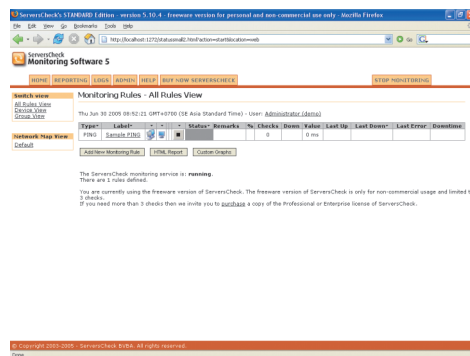 ServersCheck's STANDARD Edition - version 5.10.4 - freeware version for personal and non-commercial use only - Mozilla Firefox
File Edit View Go Bookmarks Tools Help
http://localhost:1272/statussmall2.html?action=start&location=web
ServersCheck
Monitoring Software 5
HOME REPORTING LOGS ADMIN HELP BUY NOW SERVERSCHECK STOP MONITORING
Switch view
All Rules View
Device View
Group View
Network Map View
Default
Monitoring Rules - All Rules View
Thu Jun 30 2005 08:52:21 GMT+0700 (SE Asia Standard Time) - User: Administrator (demo)
Type Label Status Remarks % Checks Down Value Last Up Last Down Last Error Downtime
PING Sample PING 0 0 ms
Add New Monitoring Rule HTML Report Custom Graphs
The ServersCheck monitoring service is: running.
There are 1 rules defined.
You are currently using the freeware version of ServersCheck. The freeware version of ServersCheck is only for non-commercial usage and limited t
3 checks.
If you need more than 3 checks then we invite you to purchase a copy of the Professional or Enterprise license of ServersCheck.
© Copyright 2003-2005 - ServersCheck BVBA. All rights reserved.
Done